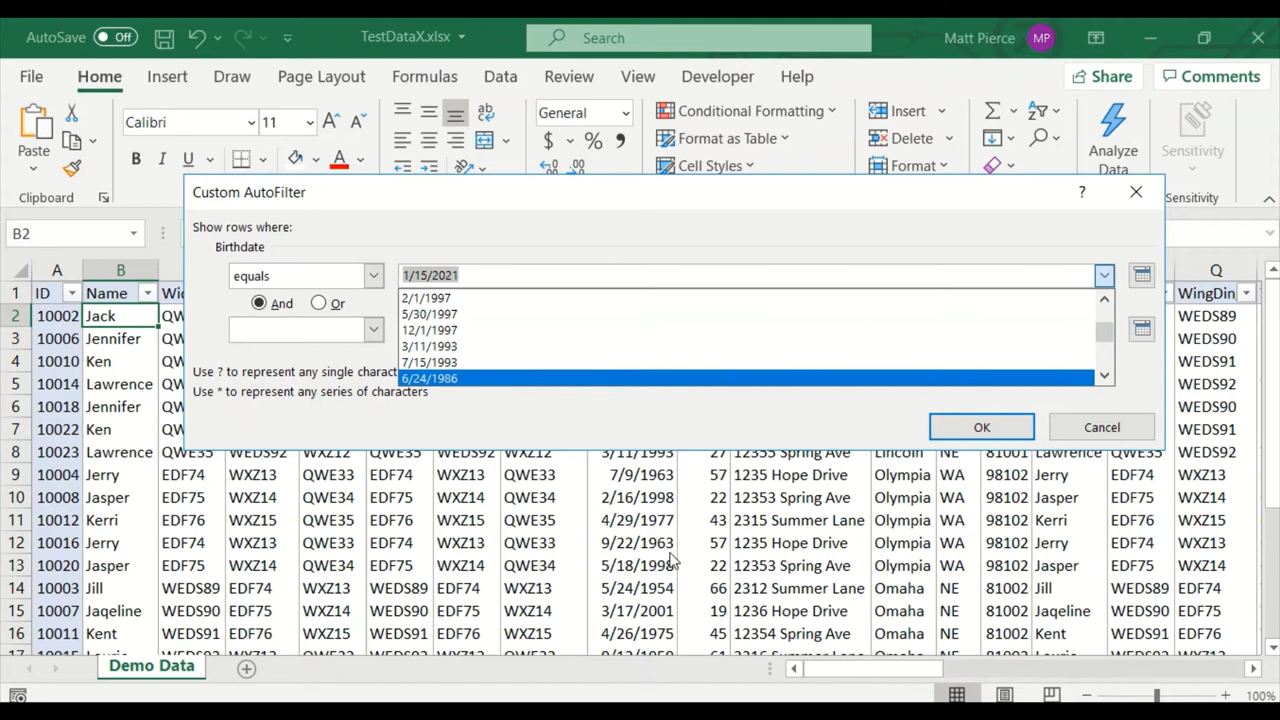 AutoSave Off TestDataX.xlsx Search Matt Pierce MP
File Home Insert Draw Page Layout Formulas Data Review View Developer Help Share Comments
Paste
Calibri 11
B I U A
General
$ % ,
Conditional Formatting
Format as Table
Cell Styles
Insert
Delete
Format
Analyze
Data
Sensitivity
Clipboard Sensitivity
B2
Custom AutoFilter ?
Show rows where:
Birthdate
equals 1/15/2021
And Or
2/1/1997
5/30/1997
12/1/1997
3/11/1993
7/15/1993
6/24/1986
Use ? to represent any single charact
Use * to represent any series of characters
OK Cancel
A B Q
1 ID Name WingDin
2 10002 Jack WEDS89
3 10006 Jennifer WEDS90
4 10010 Ken WEDS91
5 10014 Lawrence WEDS92
6 10018 Jennifer WEDS90
7 10022 Ken WEDS91
8 10023 Lawrence QWE35 WEDS92 WXZ12 QWE35 WEDS92 WXZ12 3/11/1993 27 12355 Spring Ave Lincoln NE 81001 Lawrence QWE35 WEDS92
9 10004 Jerry EDF74 WXZ13 QWE33 EDF74 WXZ13 QWE33 7/9/1963 57 1235 Hope Drive Olympia WA 98102 Jerry EDF74 WXZ13
10 10008 Jasper EDF75 WXZ14 QWE34 EDF75 WXZ14 QWE34 2/16/1998 22 12353 Spring Ave Olympia WA 98102 Jasper EDF75 WXZ14
11 10012 Kerri EDF76 WXZ15 QWE35 EDF76 WXZ15 QWE35 4/29/1977 43 2315 Summer Lane Olympia WA 98102 Kerri EDF76 WXZ15
12 10016 Jerry EDF74 WXZ13 QWE33 EDF74 WXZ13 QWE33 9/22/1963 57 1235 Hope Drive Olympia WA 98102 Jerry EDF74 WXZ13
13 10020 Jasper EDF75 WXZ14 QWE34 EDF75 WXZ14 QWE34 5/18/1998 22 12353 Spring Ave Olympia WA 98102 Jasper EDF75 WXZ14
14 10003 Jill WEDS89 EDF74 WXZ13 WEDS89 EDF74 WXZ13 5/24/1954 66 2312 Summer Lane Omaha NE 81002 Jill WEDS89 EDF74
15 10007 Jaqeline WEDS90 EDF75 WXZ14 WEDS90 EDF75 WXZ14 3/17/2001 19 1236 Hope Drive Omaha NE 81002 Jaqeline WEDS90 EDF75
16 10011 Kent WEDS91 EDF76 WXZ15 WEDS91 EDF76 WXZ15 4/26/1975 45 12354 Spring Ave Omaha NE 81002 Kent WEDS91 EDF76
Demo Data
100%